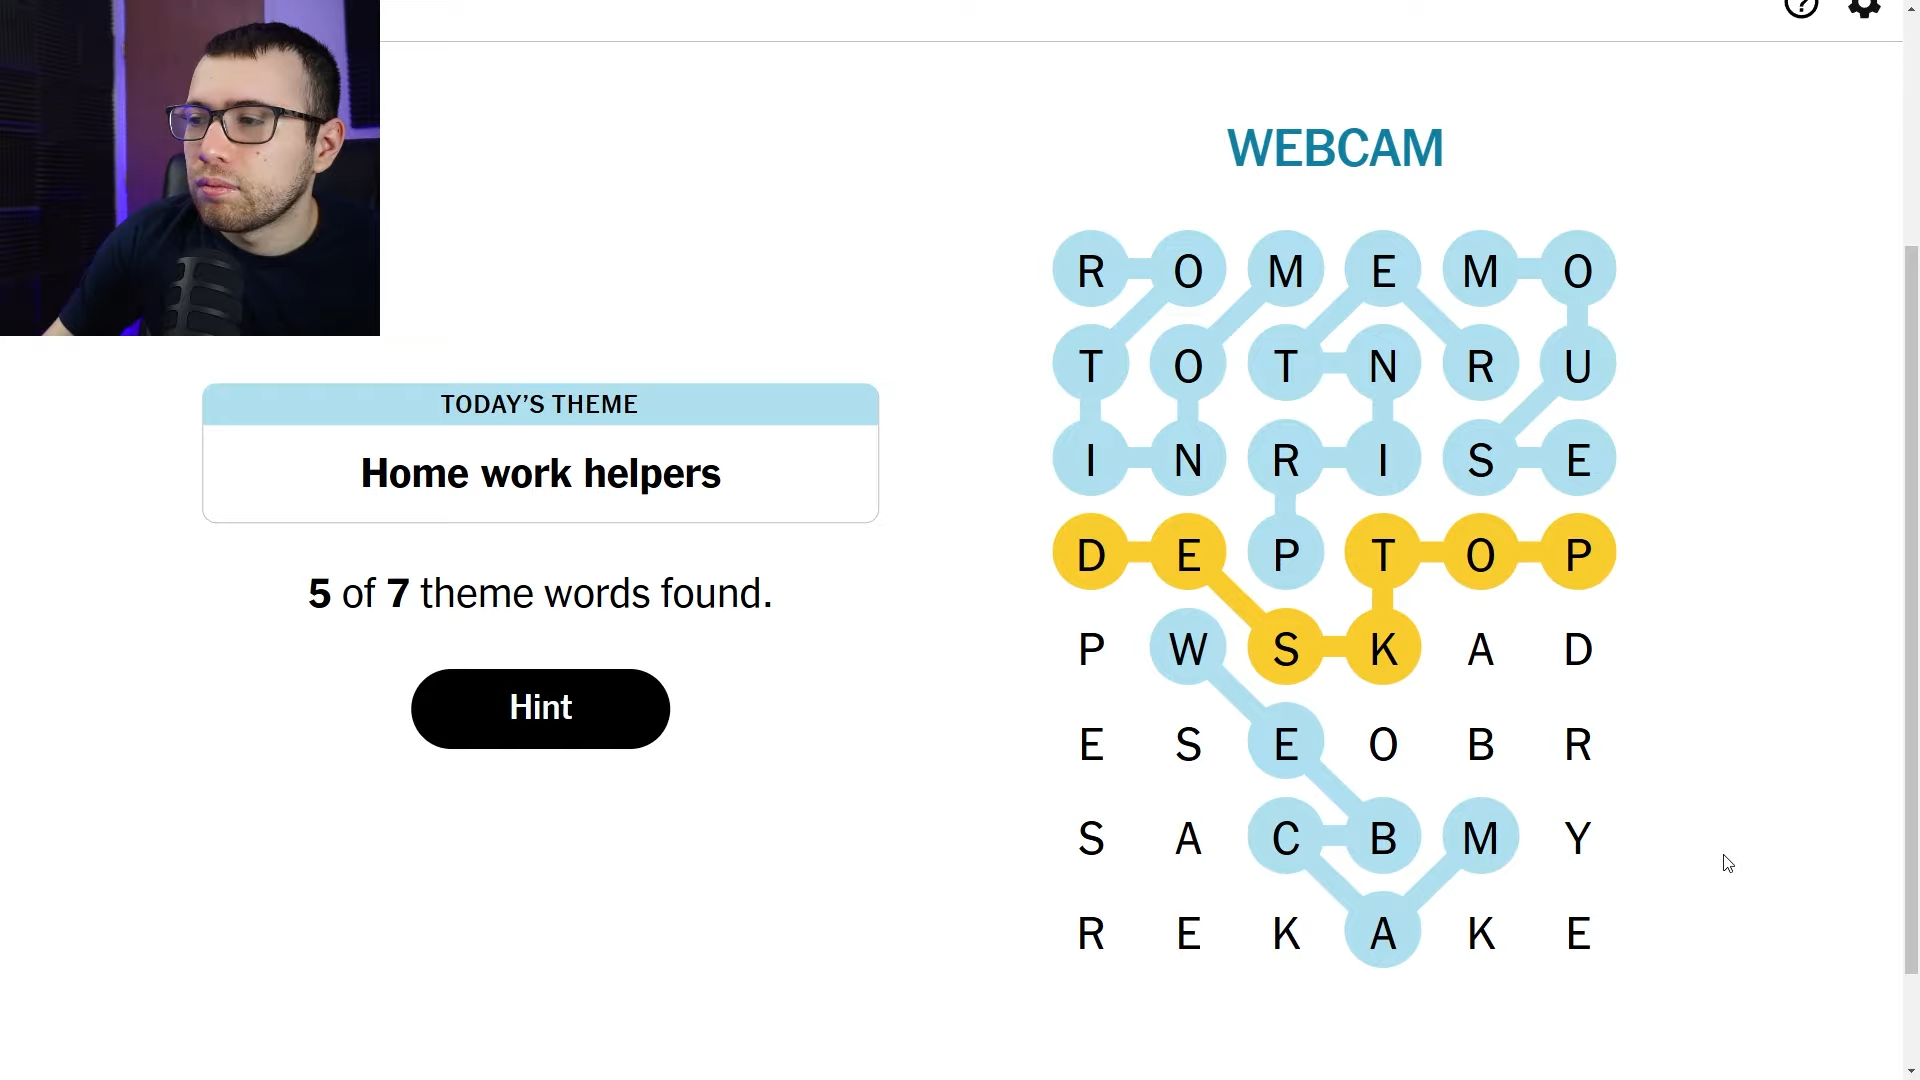 WEBCAM
TODAY'S THEME
Home work helpers
5 of 7 theme words found.
Hint
R O M E M O
T O T N R U
I N R I S E
D E P T O P
P W S K A D
E S E O B R
S A C B M Y
R E K A K E